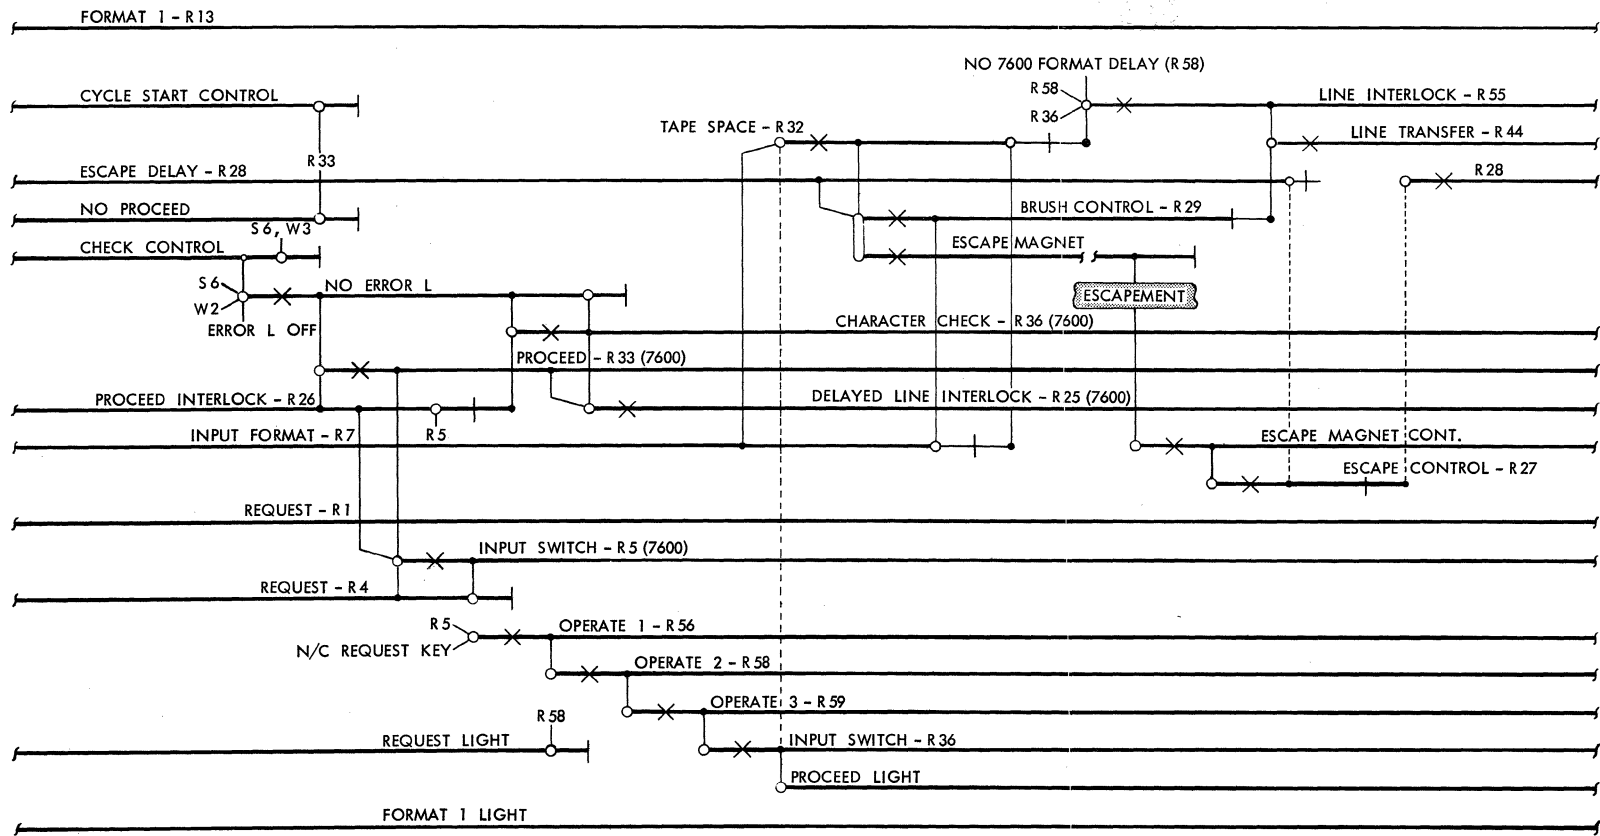 FORMAT 1 - R13
NO 7600 FORMAT DELAY (R58)
R58
CYCLE START CONTROL
LINE INTERLOCK - R55
R36
TAPE SPACE - R32
LINE TRANSFER - R44
R33
ESCAPE DELAY - R28
R28
NO PROCEED
BRUSH CONTROL - R29
S6, W3
CHECK CONTROL
ESCAPE MAGNET
S6
NO ERROR L
ESCAPEMENT
W2
ERROR L OFF
CHARACTER CHECK - R36 (7600)
PROCEED - R33 (7600)
PROCEED INTERLOCK - R26
DELAYED LINE INTERLOCK - R25 (7600)
R5
INPUT FORMAT - R7
ESCAPE MAGNET CONT.
ESCAPE CONTROL - R27
REQUEST - R1
INPUT SWITCH - R5 (7600)
REQUEST - R4
R5
OPERATE 1 - R56
N/C REQUEST KEY
OPERATE 2 - R58
OPERATE 3 - R59
R58
REQUEST LIGHT
INPUT SWITCH - R36
PROCEED LIGHT
FORMAT 1 LIGHT